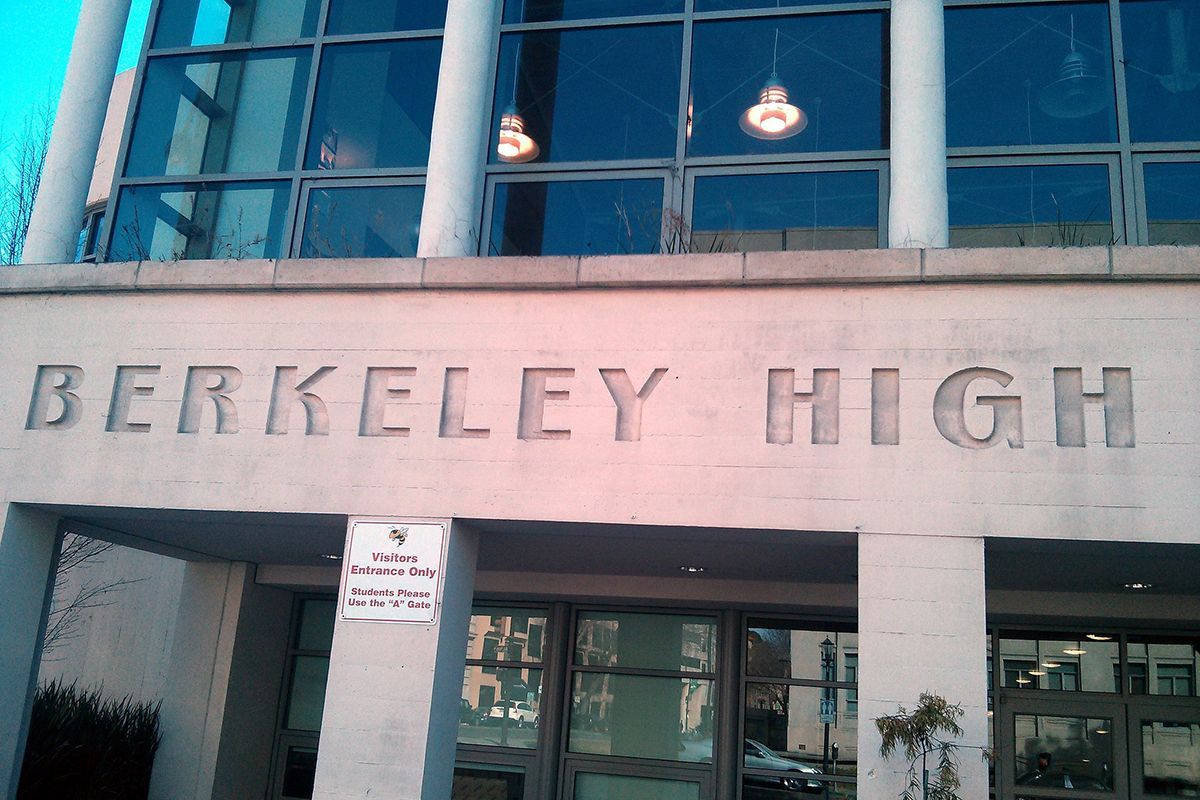 BERKELEY HIGH
Visitors
Entrance Only
Students Please
Use the "A" Gate